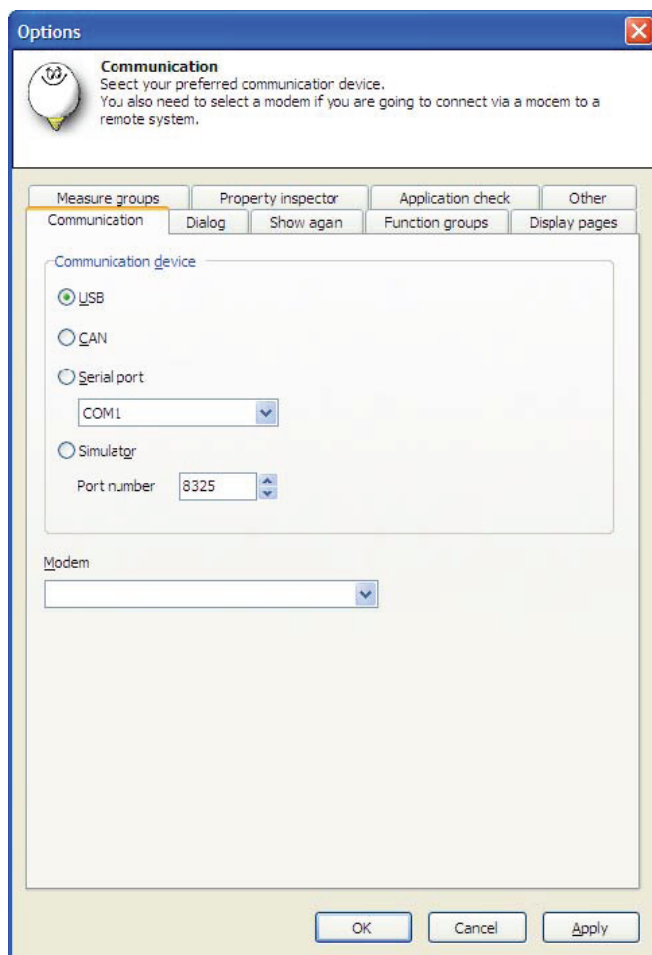 Options
Communication
Select your preferred communication device.
You also need to select a modem if you are going to connect via a mocem to a
remote system.
Measure groups Property inspector Application check Other
Communication Dialog Show agan Function groups Display pages
Communication device
USB
CAN
Serial port
COM1
Simulator
Port number 8325
Modem
OK Cancel Apply